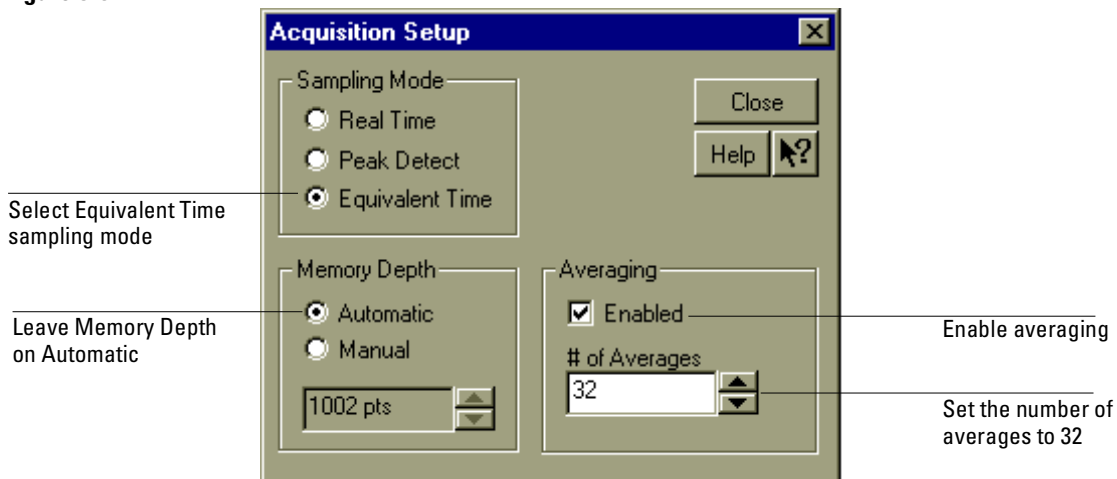 Acquisition Setup
Sampling Mode
Real Time
Peak Detect
Equivalent Time
Close
Help
?
Select Equivalent Time
sampling mode
Memory Depth
Automatic
Manual
1002 pts
Leave Memory Depth
on Automatic
Averaging
Enabled
# of Averages
32
Enable averaging
Set the number of
averages to 32